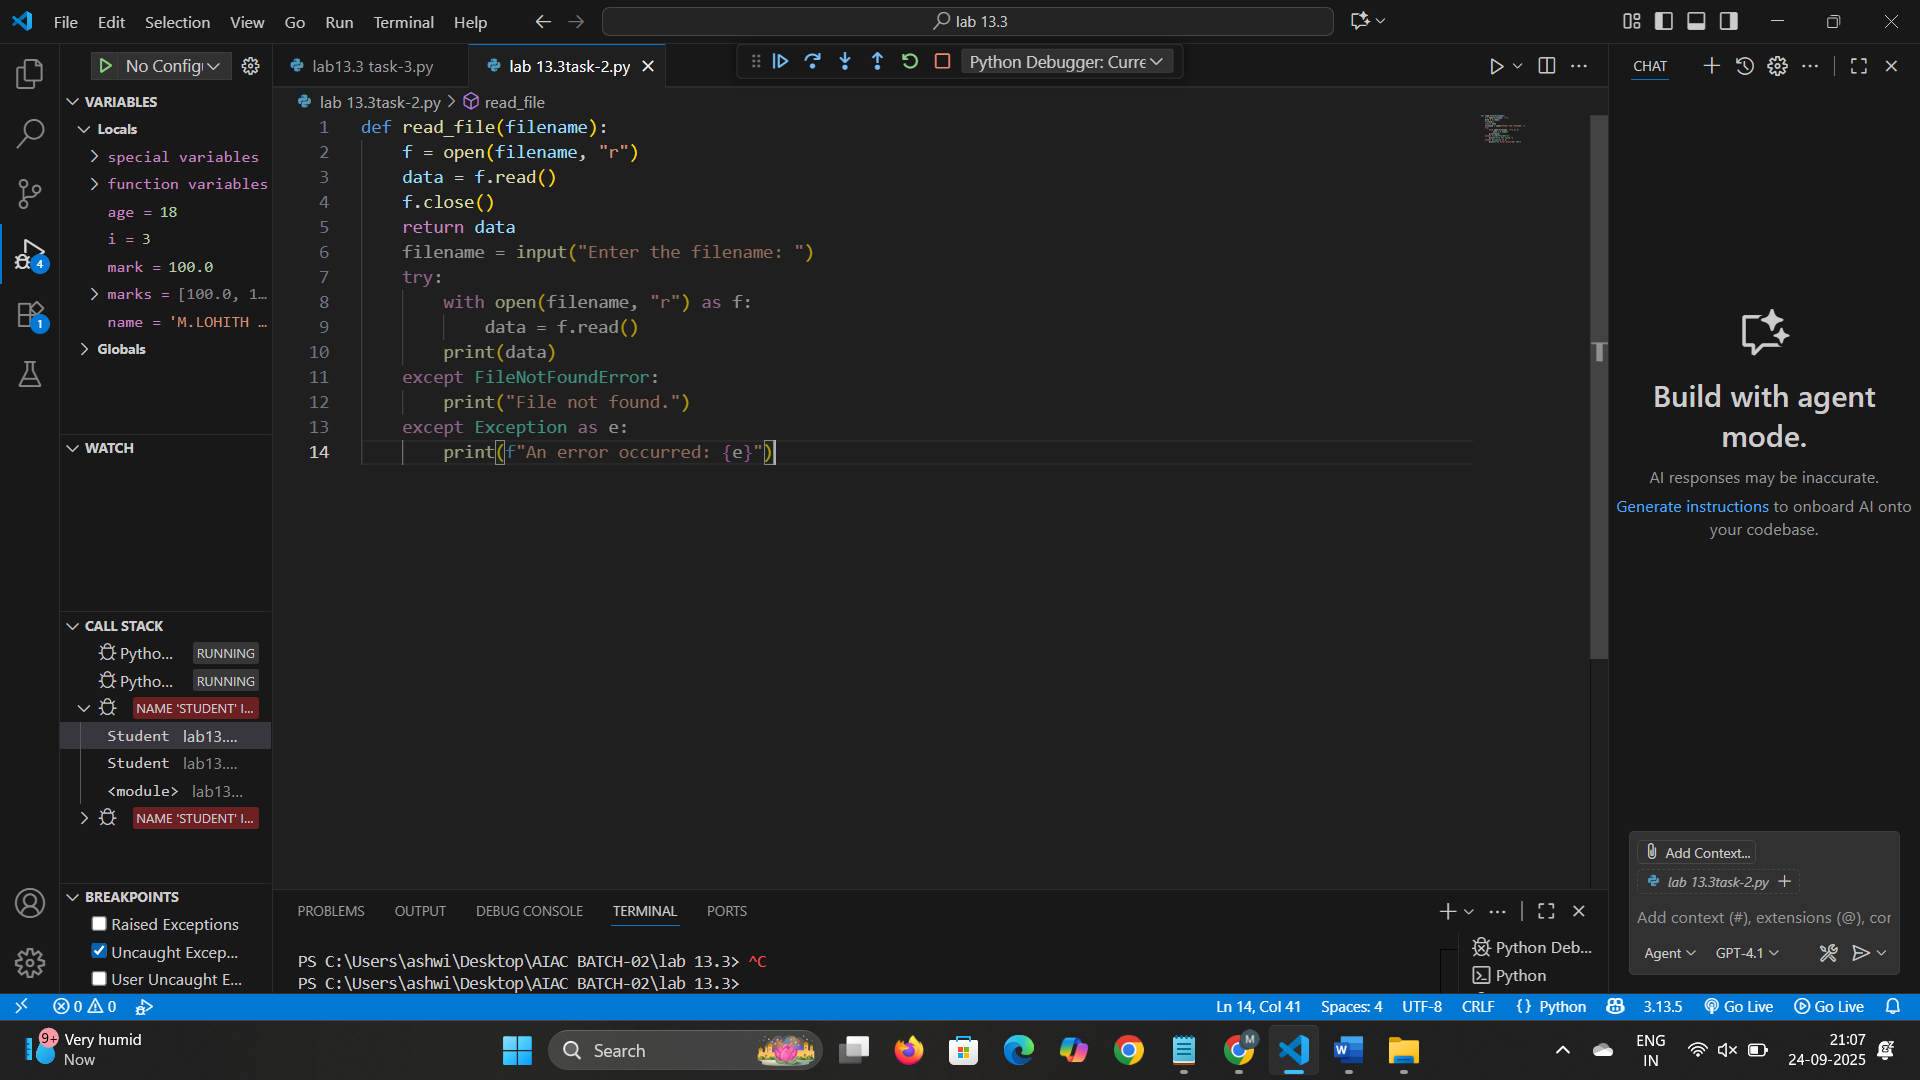 File Edit Selection View Go Run Terminal Help
lab 13.3
No Config
lab13.3 task-3.py
lab 13.3task-2.py
Python Debugger: Curre
CHAT
VARIABLES
Locals
special variables
function variables
age = 18
i = 3
mark = 100.0
marks = [100.0, 1…
name = 'M.LOHITH …
Globals
WATCH
CALL STACK
Pytho... RUNNING
Pytho... RUNNING
NAME 'STUDENT' I...
Student lab13....
Student lab13....
<module> lab13...
NAME 'STUDENT' I...
BREAKPOINTS
Raised Exceptions
Uncaught Excep...
User Uncaught E...
4
1
lab 13.3task-2.py > read_file
1 def read_file(filename):
2 f = open(filename, "r")
3 data = f.read()
4 f.close()
5 return data
6 filename = input("Enter the filename: ")
7 try:
8 with open(filename, "r") as f:
9 data = f.read()
10 print(data)
11 except FileNotFoundError:
12 print("File not found.")
13 except Exception as e:
14 print(f"An error occurred: {e}")
PROBLEMS OUTPUT DEBUG CONSOLE TERMINAL PORTS
PS C:\Users\ashwi\Desktop\AIAC BATCH-02\lab 13.3> ^C
PS C:\Users\ashwi\Desktop\AIAC BATCH-02\lab 13.3>
Python Deb...
Python
Build with agent
mode.
AI responses may be inaccurate.
Generate instructions to onboard AI onto
your codebase.
Add Context...
lab 13.3task-2.py +
Add context (#), extensions (@), cor
Agent GPT-4.1
0 0
Ln 14, Col 41 Spaces: 4 UTF-8 CRLF {} Python 3.13.5 Go Live Go Live
9+
Very humid
Now
Search
M
ENG
IN
21:07
24-09-2025